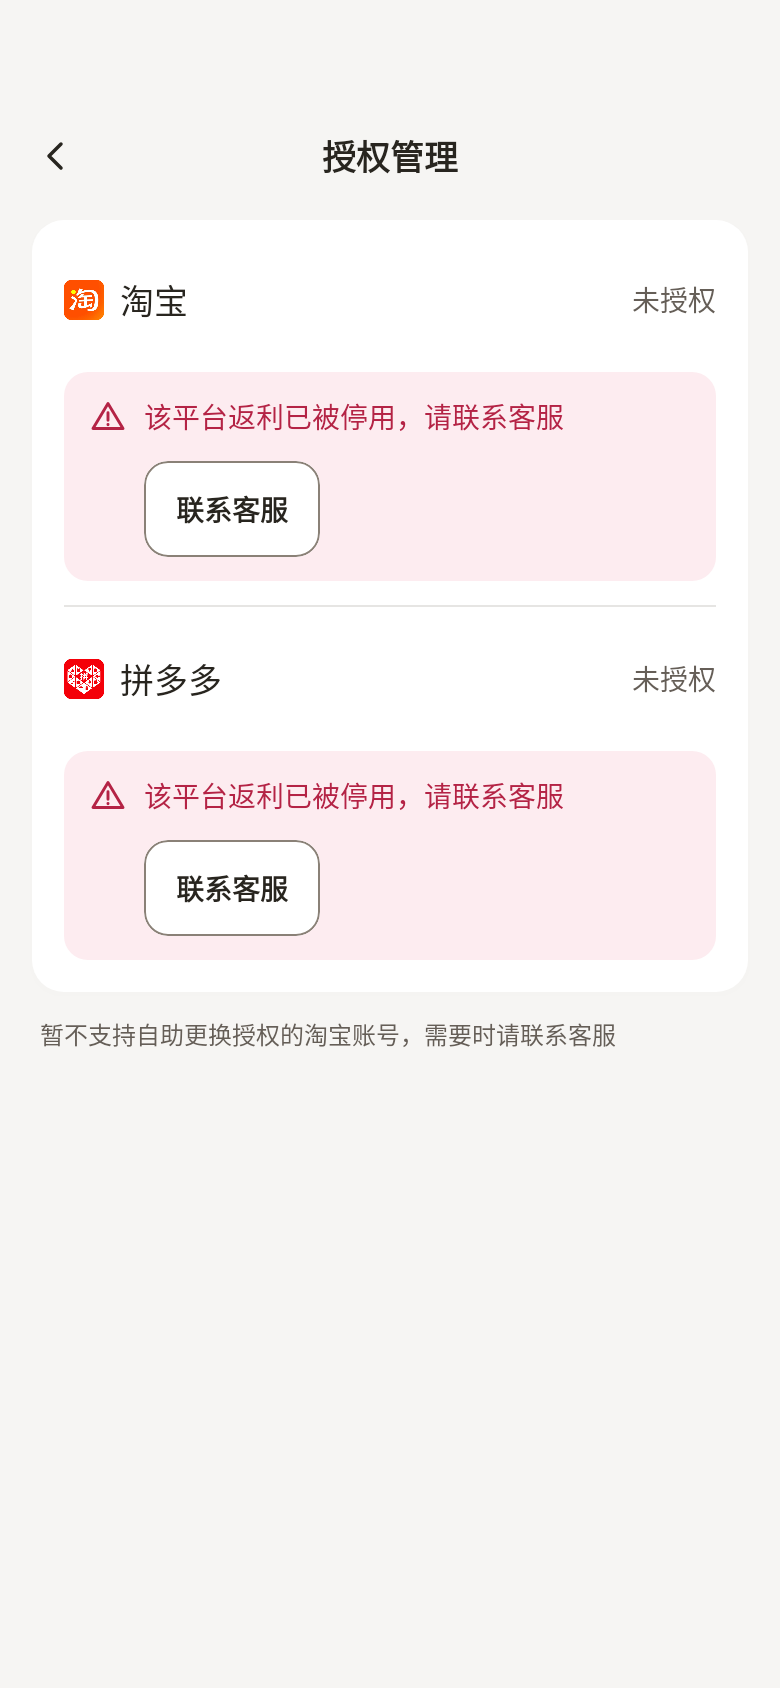 授权管理
淘
淘宝
未授权
该平台返利已被停用，请联系客服
联系客服
拼多多
未授权
该平台返利已被停用，请联系客服
联系客服
暂不支持自助更换授权的淘宝账号，需要时请联系客服